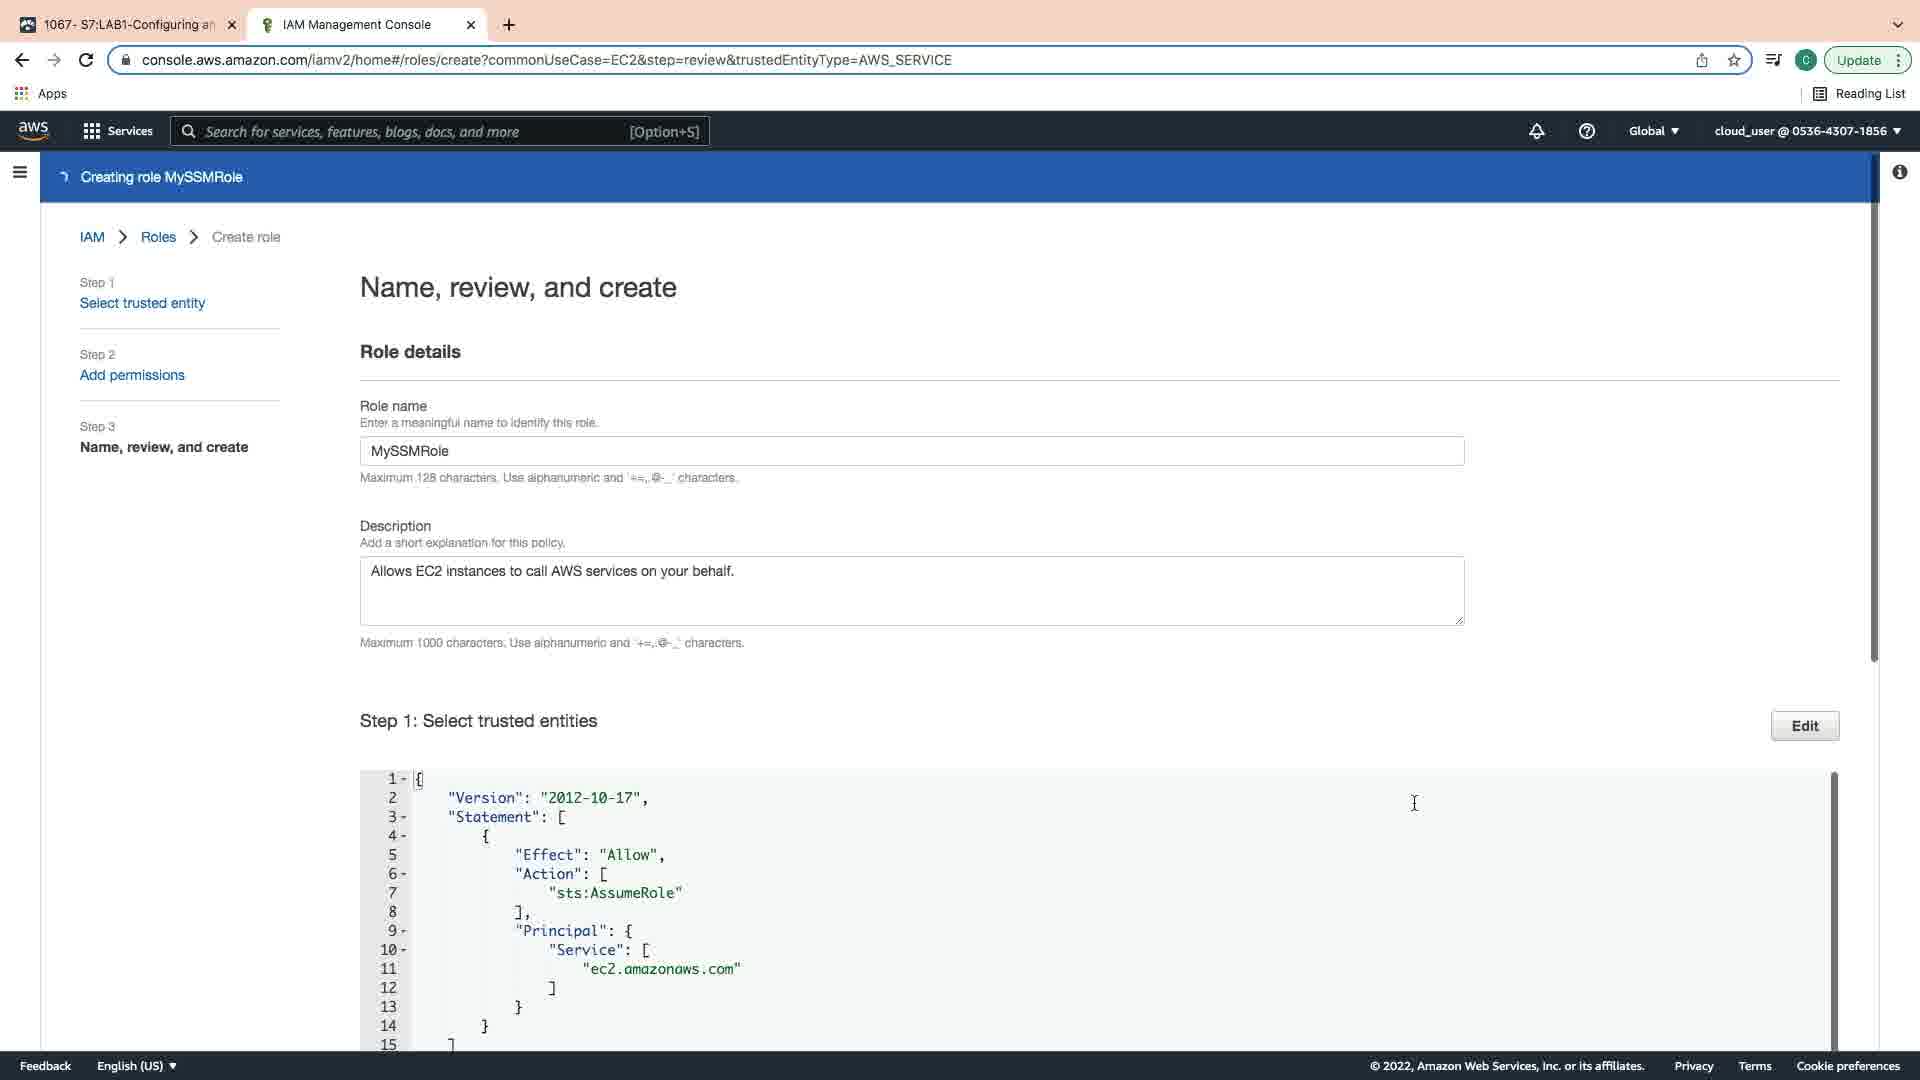 1067- S7:LAB1-Configuring an
IAM Management Console
console.aws.amazon.com/iamv2/home#/roles/create?commonUseCase=EC2&step=review&trustedEntityType=AWS_SERVICE
C
Update
Apps
Reading List
aws
Services
Search for services, features, blogs, docs, and more
[Option+S]
Global
cloud_user @ 0536-4307-1856
Creating role MySSMRole
IAM
Roles
Create role
Step 1
Select trusted entity
Step 2
Add permissions
Step 3
Name, review, and create
Name, review, and create
Role details
Role name
Enter a meaningful name to identify this role.
MySSMRole
Maximum 128 characters. Use alphanumeric and '+=,.@-_' characters.
Description
Add a short explanation for this policy.
Allows EC2 instances to call AWS services on your behalf.
Maximum 1000 characters. Use alphanumeric and '+=,.@-_' characters.
Step 1: Select trusted entities
Edit
1 {
2 "Version": "2012-10-17",
3 "Statement": [
4 {
5 "Effect": "Allow",
6 "Action": [
7 "sts:AssumeRole"
8 ],
9 "Principal": {
10 "Service": [
11 "ec2.amazonaws.com"
12 ]
13 }
14 }
15 ]
Feedback
English (US)
© 2022, Amazon Web Services, Inc. or its affiliates.
Privacy
Terms
Cookie preferences